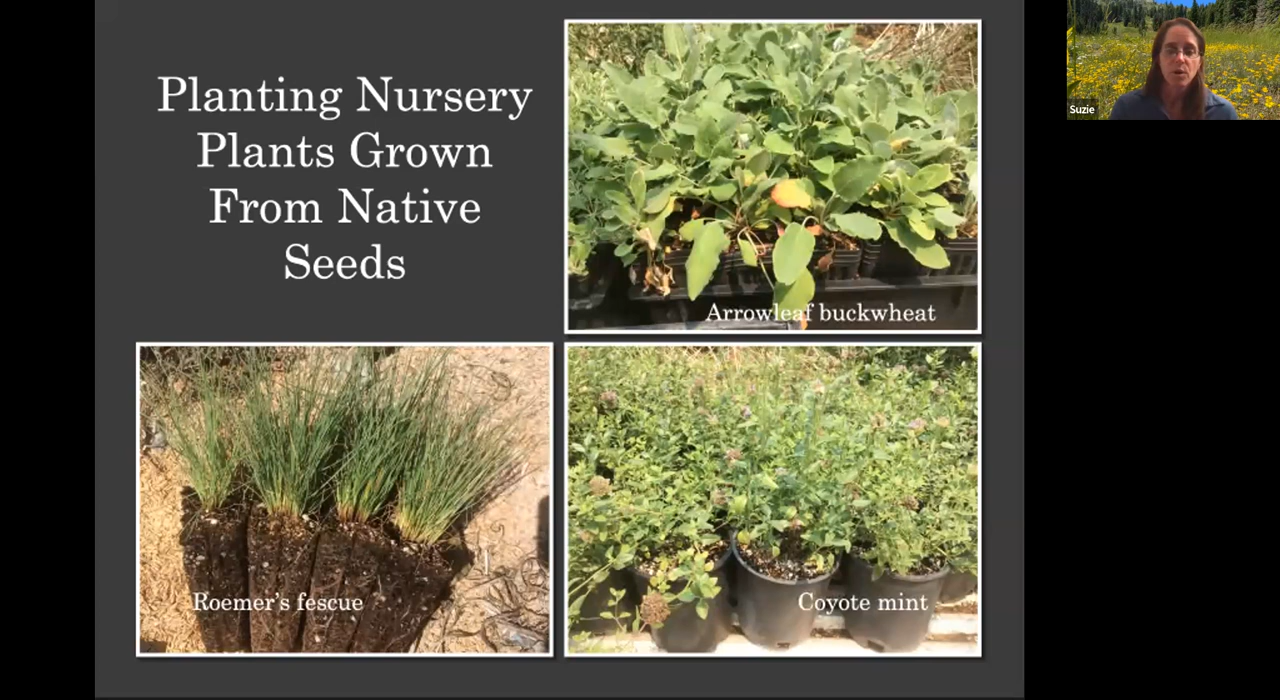 Planting Nursery
Plants Grown
From Native
Seeds
Suzie
Arrowleaf buckwheat
Roemer's fescue
Coyote mint